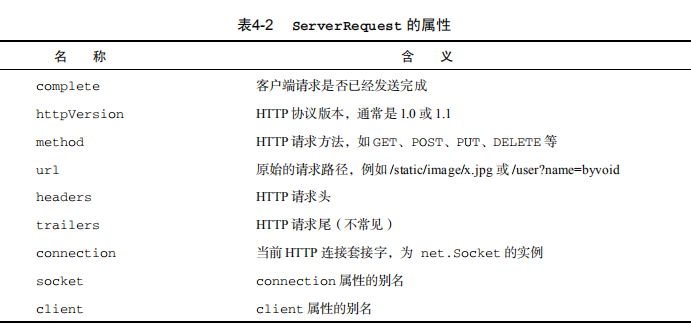 表4-2 ServerRequest 的属性
名 称 含 义
complete 客户端请求是否已经发送完成
httpVersion HTTP 协议版本，通常是 1.0 或 1.1
method HTTP 请求方法，如 GET、POST、PUT、DELETE 等
url 原始的请求路径，例如 /static/image/x.jpg 或 /user?name=byvoid
headers HTTP 请求头
trailers HTTP 请求尾（不常见）
connection 当前 HTTP 连接套接字，为 net.Socket 的实例
socket connection 属性的别名
client client 属性的别名